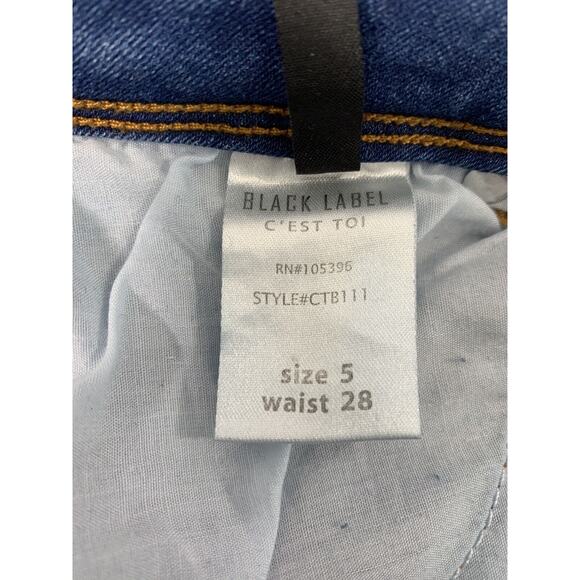 BLACK LABEL
C'EST TOI
RN#105396
STYLE#CTB111
size 5
waist 28